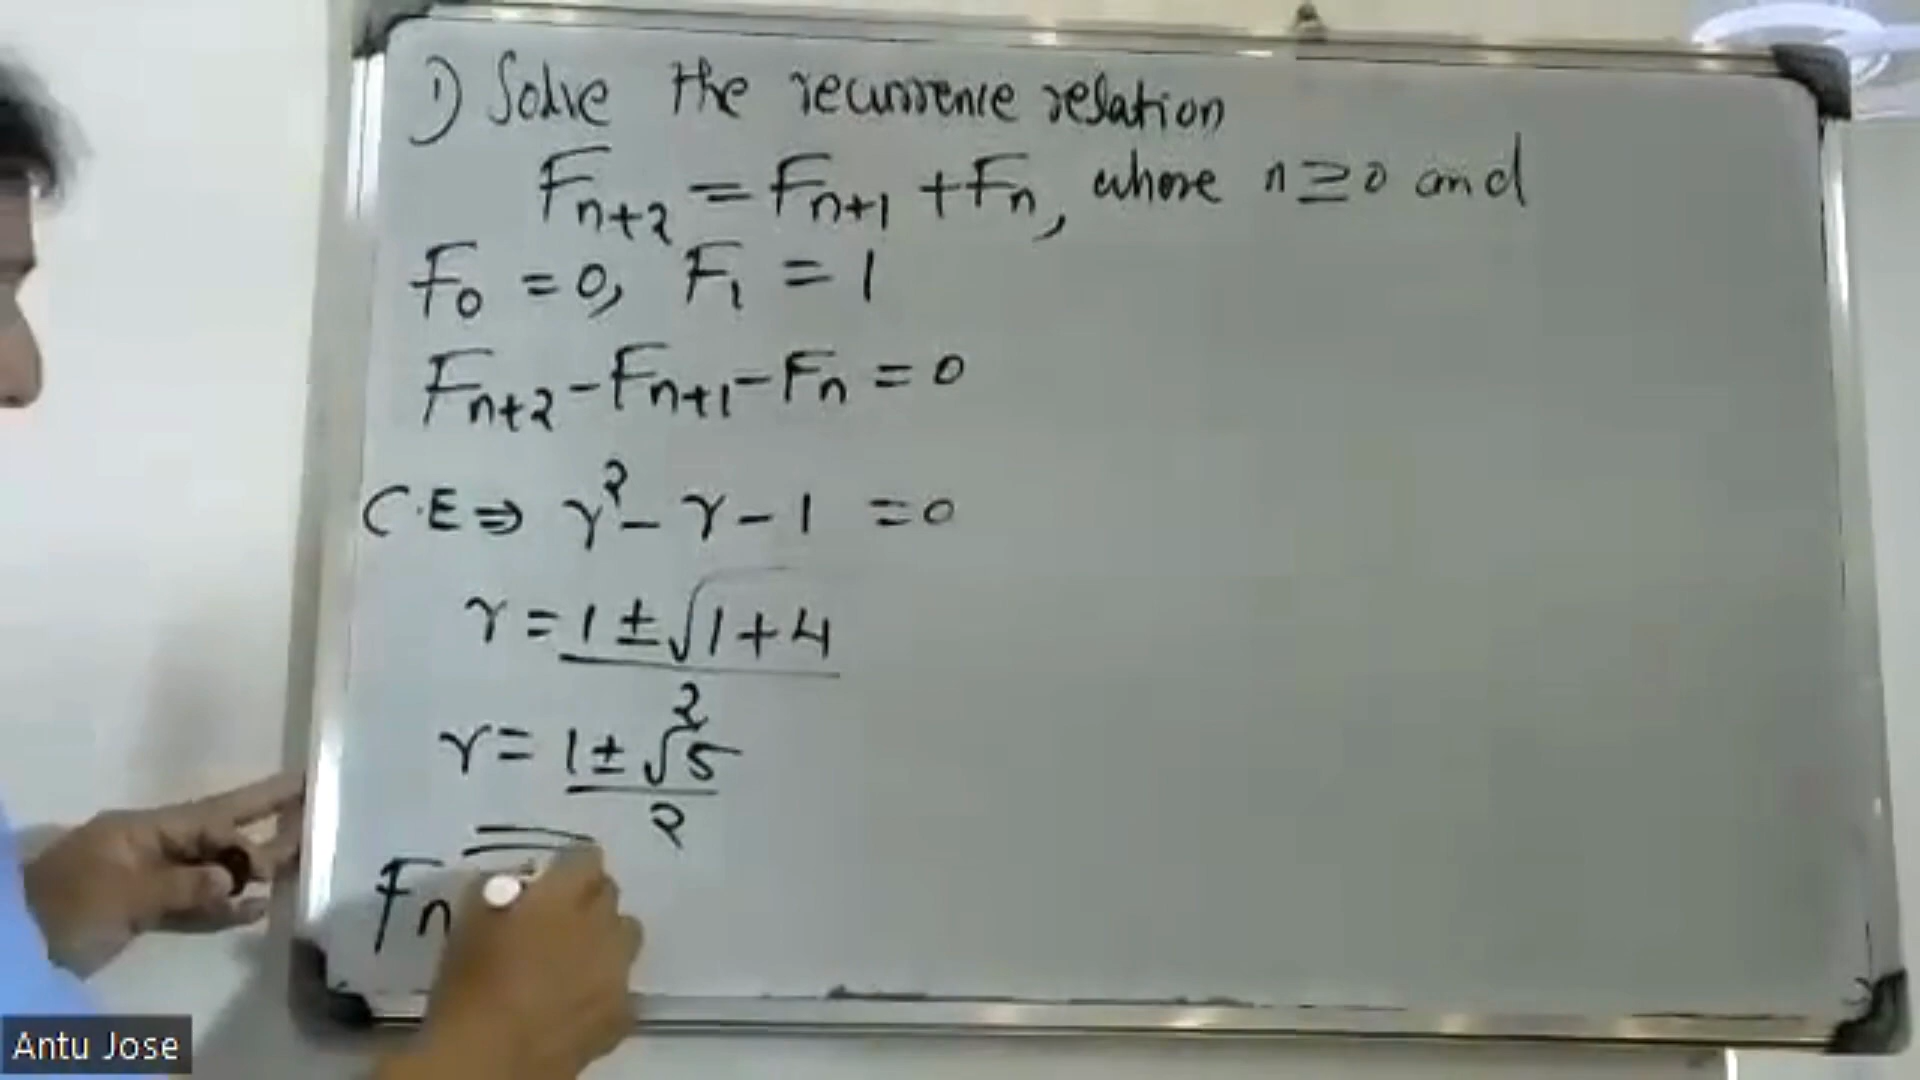 1) Solve the recurrence relation
Fn+2 = Fn+1 + Fn, where n ≥ 0 and
F0 = 0, F1 = 1
Fn+2 - Fn+1 - Fn = 0
C.E ⇒ r² - r - 1 = 0
r = 1 ± √1+4 / 2
r = 1 ± √5 / 2
Fn
Antu Jose